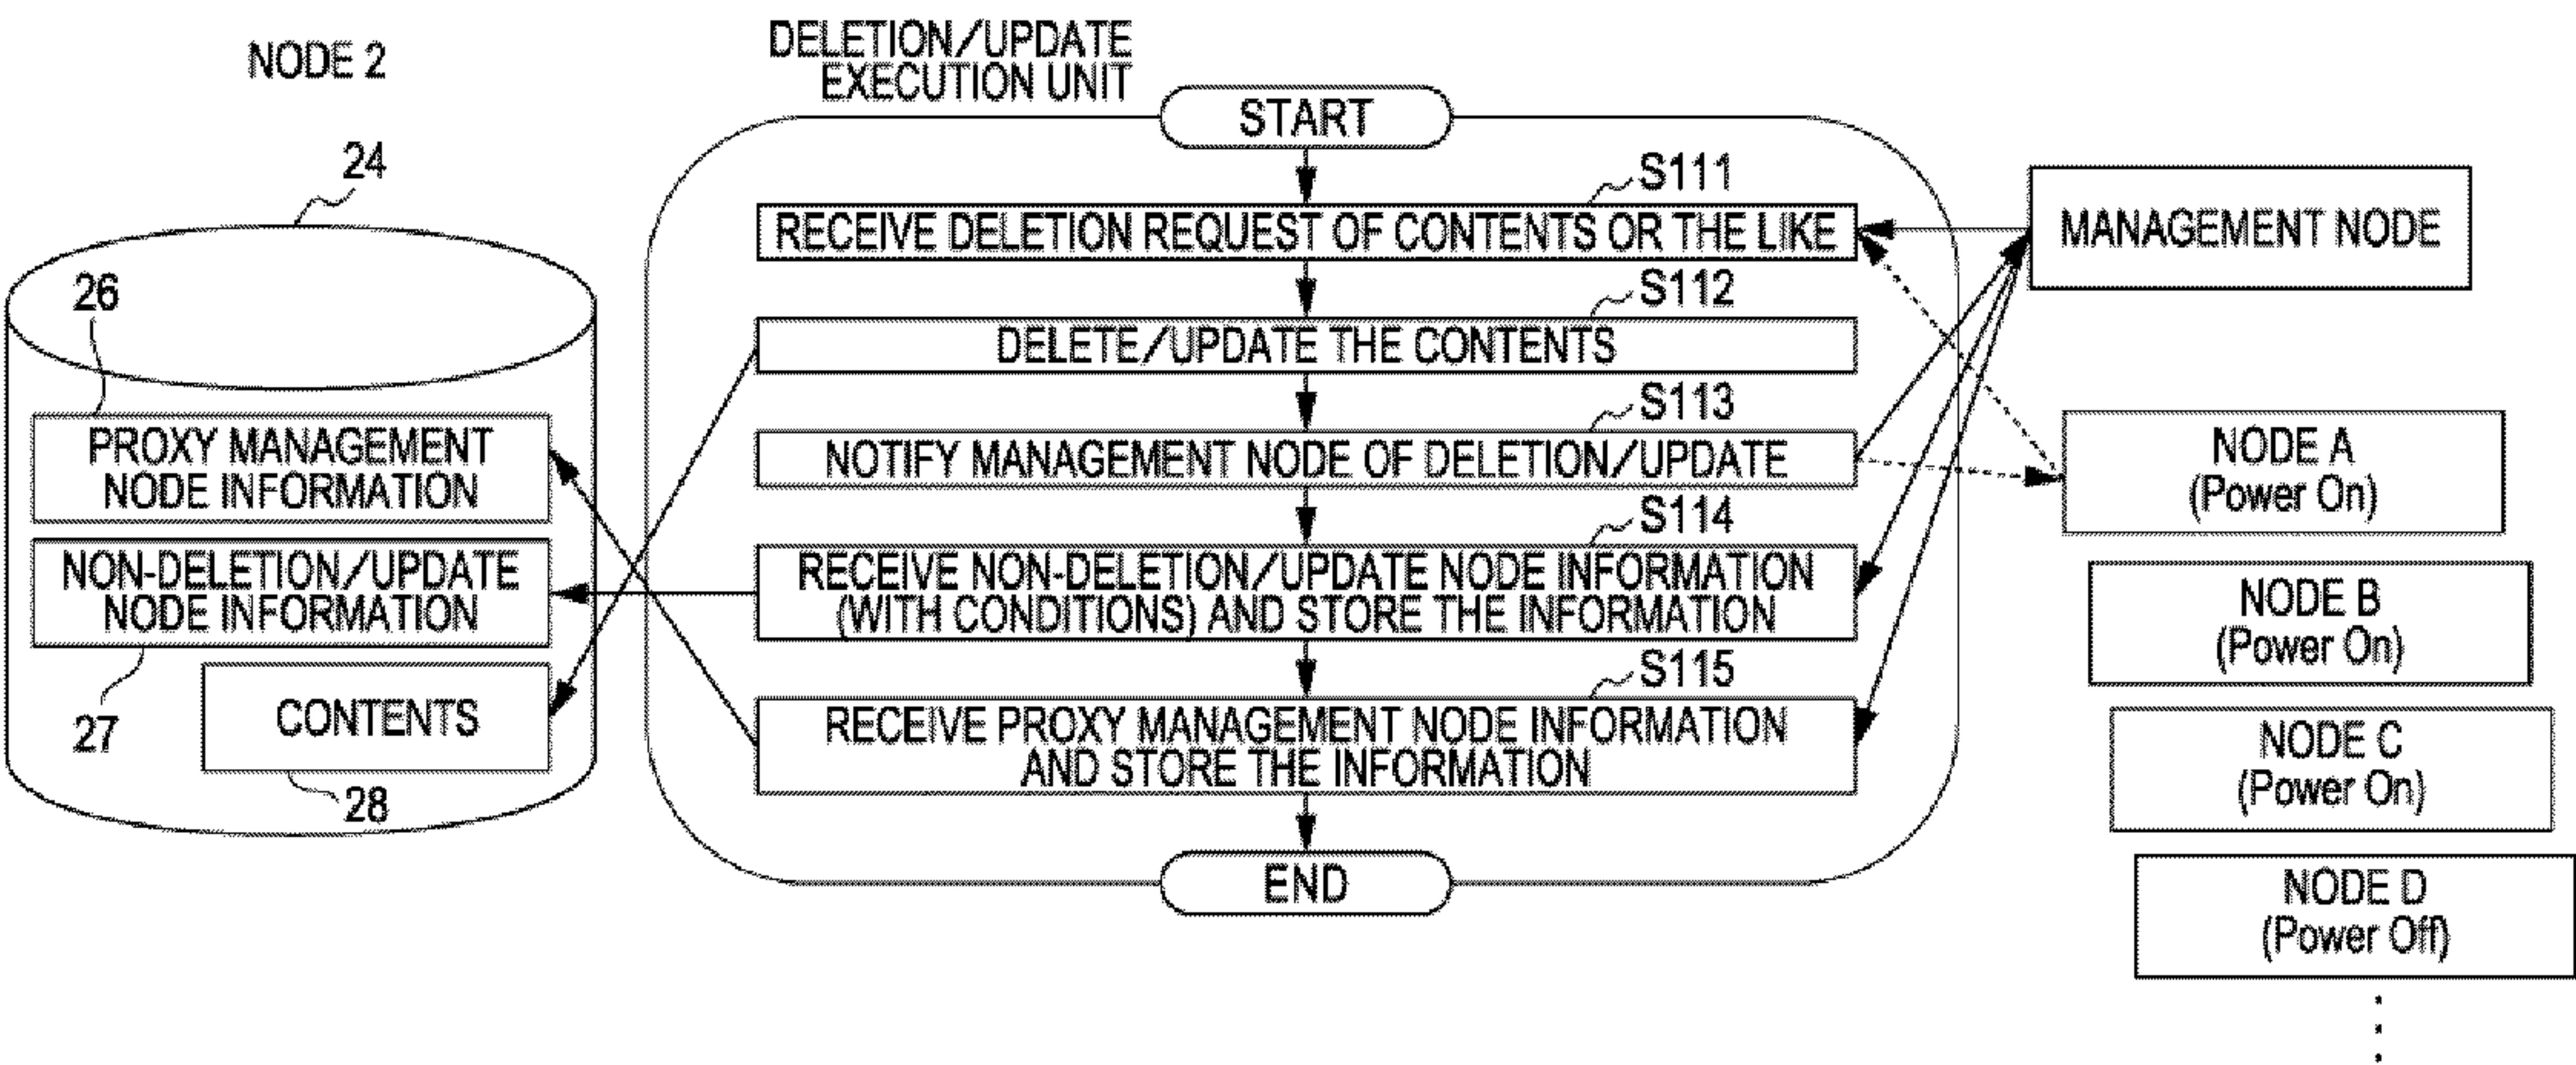 NODE 2
24
26
PROXY MANAGEMENT
NODE INFORMATION
NON-DELETION/UPDATE
NODE INFORMATION
27
CONTENTS
28
DELETION/UPDATE
EXECUTION UNIT
START
S111
RECEIVE DELETION REQUEST OF CONTENTS OR THE LIKE
S112
DELETE/UPDATE THE CONTENTS
S113
NOTIFY MANAGEMENT NODE OF DELETION/UPDATE
S114
RECEIVE NON-DELETION/UPDATE NODE INFORMATION
(WITH CONDITIONS) AND STORE THE INFORMATION
S115
RECEIVE PROXY MANAGEMENT NODE INFORMATION
AND STORE THE INFORMATION
END
MANAGEMENT NODE
NODE A
(Power On)
NODE B
(Power On)
NODE C
(Power On)
NODE D
(Power Off)